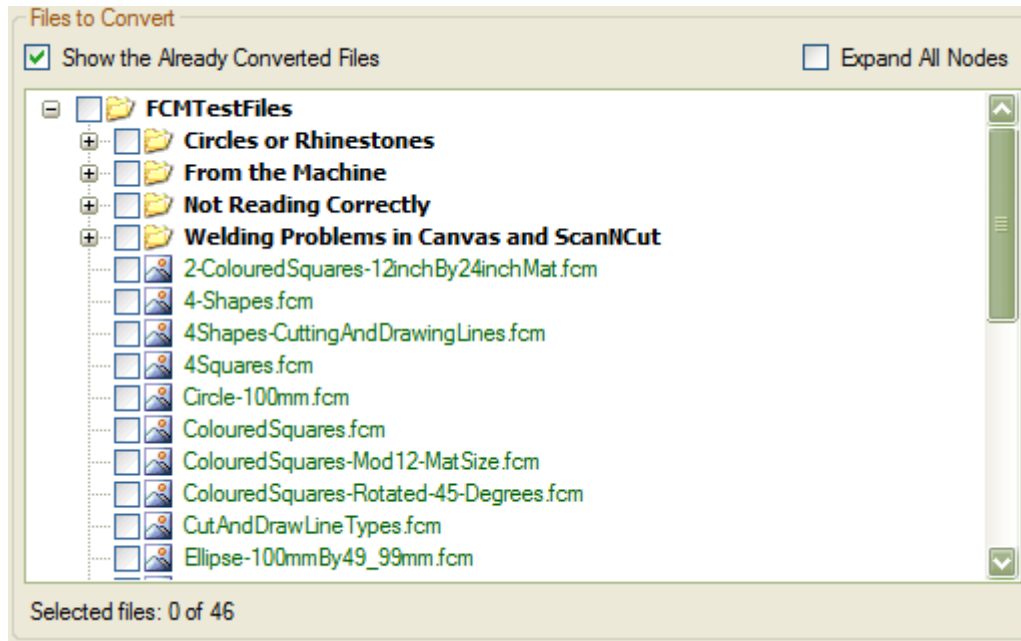 Files to Convert
Show the Already Converted Files
Expand All Nodes
FCMTestFiles
Circles or Rhinestones
From the Machine
Not Reading Correctly
Welding Problems in Canvas and ScanNCut
2-ColouredSquares-12inchBy24inchMat.fcm
4-Shapes.fcm
4Shapes-CuttingAndDrawingLines.fcm
4Squares.fcm
Circle-100mm.fcm
ColouredSquares.fcm
ColouredSquares-Mod12-MatSize.fcm
ColouredSquares-Rotated-45-Degrees.fcm
CutAndDrawLineTypes.fcm
Ellipse-100mmBy49_99mm.fcm
Selected files: 0 of 46